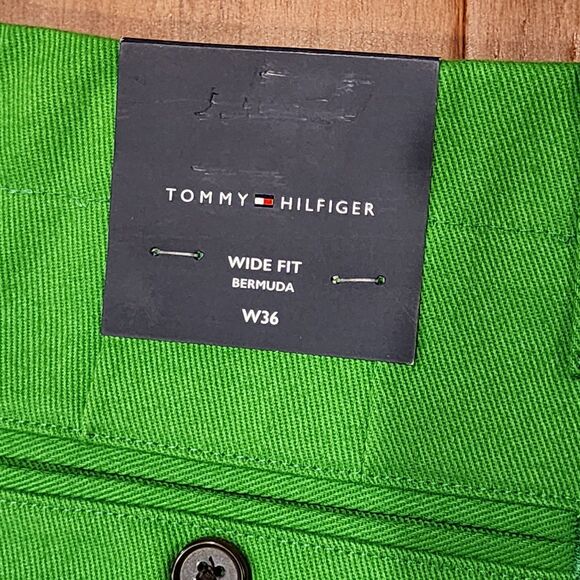 TOMMY HILFIGER
WIDE FIT
BERMUDA
W36